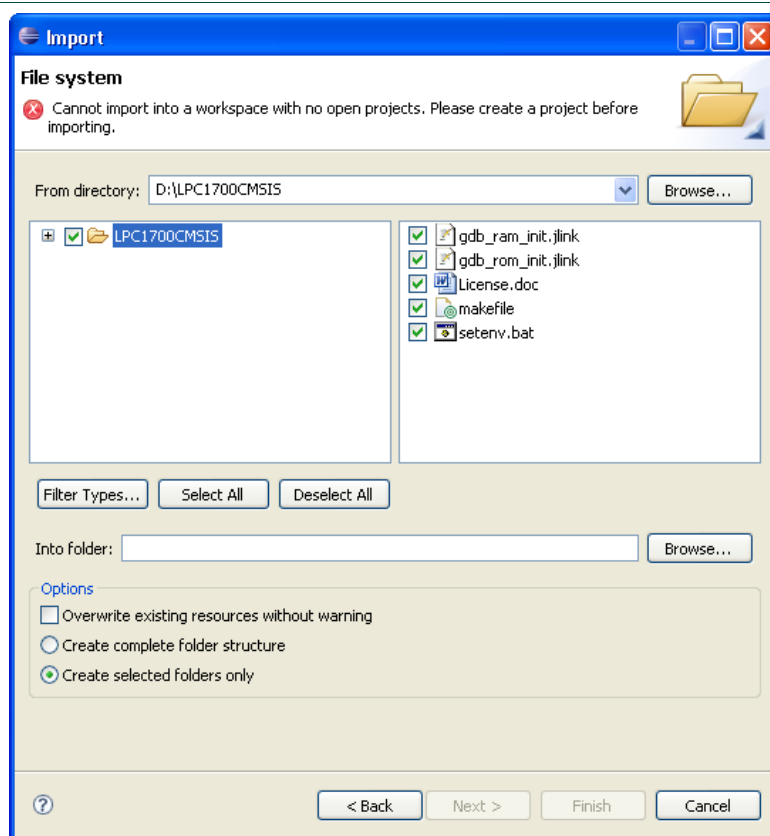 Import
File system
Cannot import into a workspace with no open projects. Please create a project before
importing.
From directory: D:\LPC1700CMSIS Browse...
LPC1700CMSIS
gdb_ram_init.jlink
gdb_rom_init.jlink
License.doc
makefile
setenv.bat
Filter Types... Select All Deselect All
Into folder: Browse...
Options
Overwrite existing resources without warning
Create complete folder structure
Create selected folders only
? < Back Next > Finish Cancel